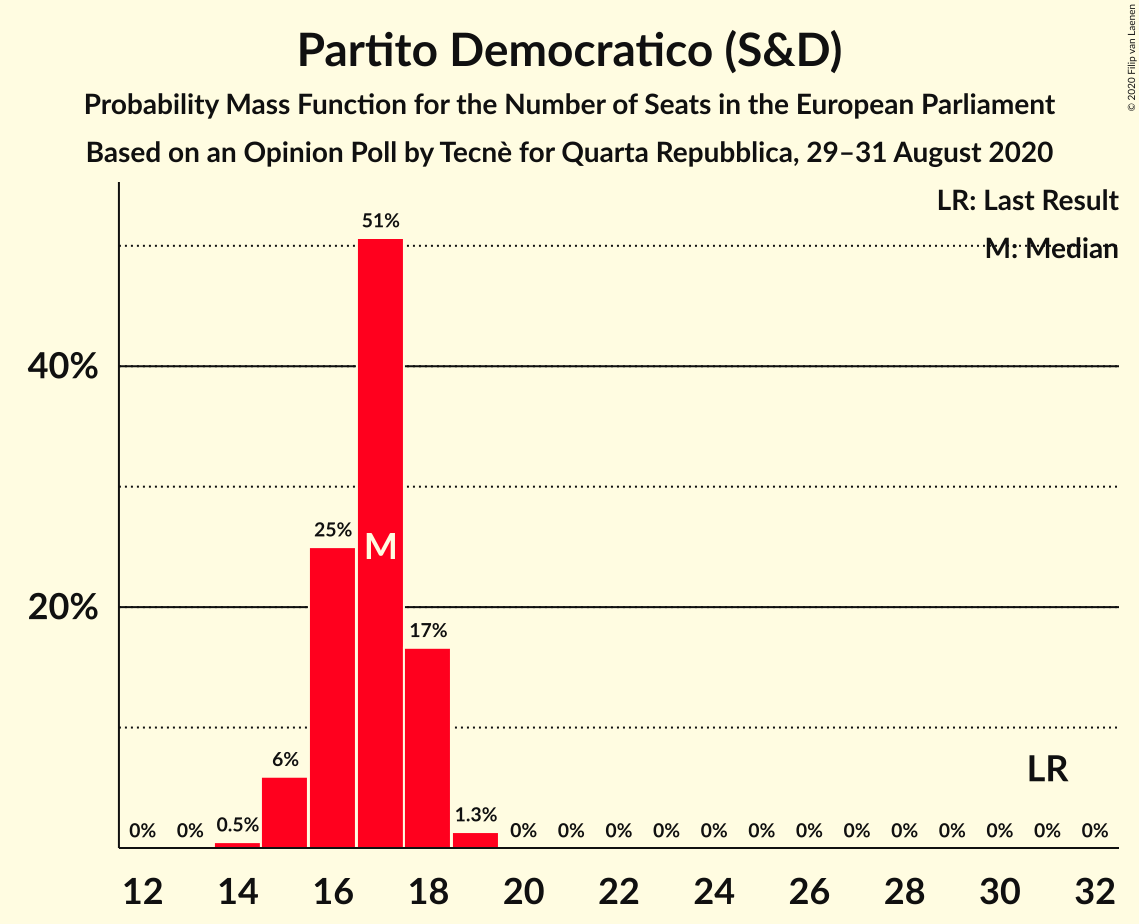 Partito Democratico (S&D)
Probability Mass Function for the Number of Seats in the European Parliament
Based on an Opinion Poll by Tecnè for Quarta Repubblica, 29–31 August 2020
© 2020 Filip van Laenen
LR: Last Result
M: Median
40%
20%
0% 0% 0.5% 6% 25% 51% 17% 1.3% 0% 0% 0% 0% 0% 0% 0% 0% 0% 0% 0% 0% 0%
M
LR
12 14 16 18 20 22 24 26 28 30 32